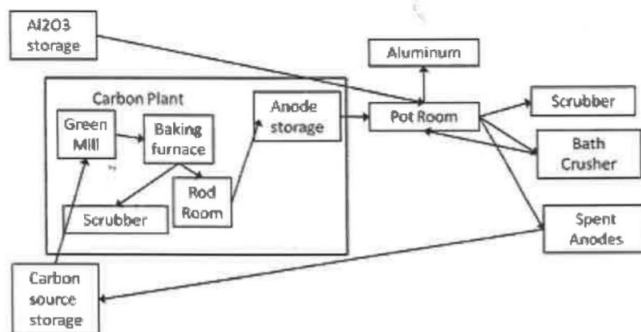 Al2O3
storage
Aluminum
Carbon Plant
Green
Mill
Baking
furnace
Anode
storage
Pot Room
Scrubber
Bath
Crusher
Rod
Room
Scrubber
Spent
Anodes
Carbon
source
storage